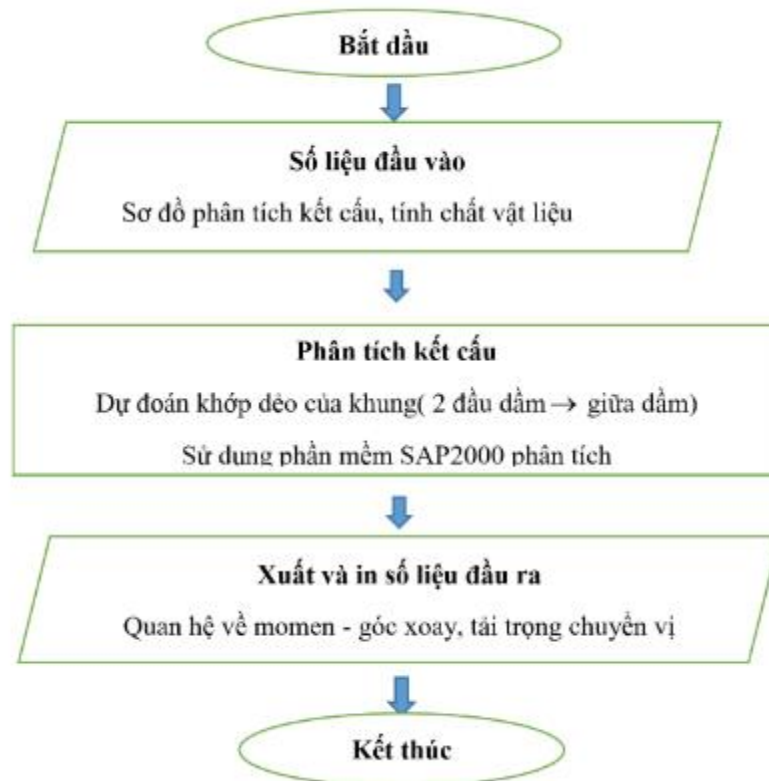 Bắt dầu
Số liệu đầu vào
Sơ đồ phân tích kết cấu, tính chất vật liệu
Phân tích kết cấu
Dự đoán khớp dẻo của khung( 2 đầu dầm → giữa dầm)
Sử dụng phần mềm SAP2000 phân tích
Xuất và in số liệu đầu ra
Quan hệ về momen - góc xoay, tải trọng chuyển vị
Kết thúc